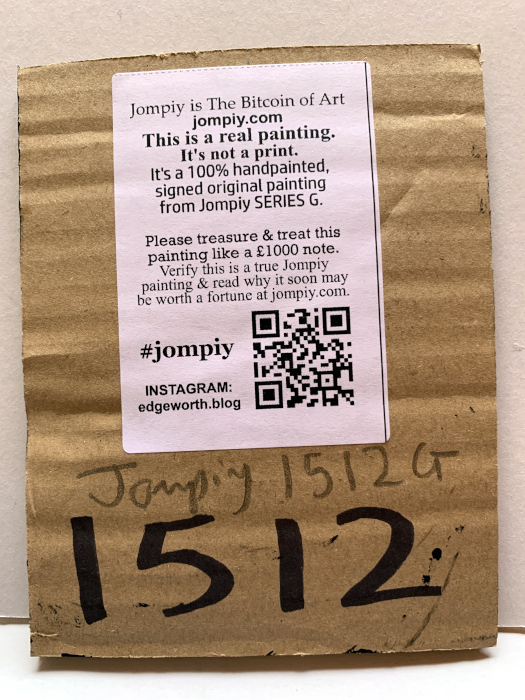 Jompiy is The Bitcoin of Art
jompiy.com
This is a real painting.
It's not a print.
It's a 100% handpainted,
signed original painting
from Jompiy SERIES G.
Please treasure & treat this
painting like a £1000 note.
Verify this is a true Jompiy
painting & read why it soon may
be worth a fortune at jompiy.com.
#jompiy
INSTAGRAM:
edgeworth.blog
Jompiy 1512 G
1512